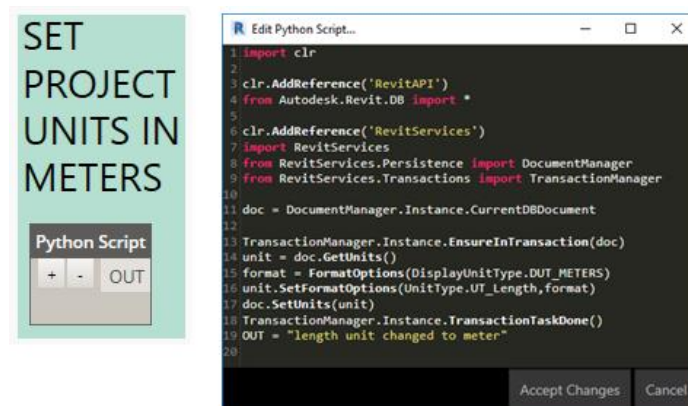 SET
PROJECT
UNITS IN
METERS
Python Script
+ - OUT
R Edit Python Script...
1 import clr
2
3 clr.AddReference('RevitAPI')
4 from Autodesk.Revit.DB import *
5
6 clr.AddReference('RevitServices')
7 import RevitServices
8 from RevitServices.Persistence import DocumentManager
9 from RevitServices.Transactions import TransactionManager
10
11 doc = DocumentManager.Instance.CurrentDBDocument
12
13 TransactionManager.Instance.EnsureInTransaction(doc)
14 unit = doc.GetUnits()
15 format = FormatOptions(DisplayUnitType.DUT_METERS)
16 unit.SetFormatOptions(UnitType.UT_Length,format)
17 doc.SetUnits(unit)
18 TransactionManager.Instance.TransactionTaskDone()
19 OUT = "length unit changed to meter"
20
Accept Changes Cancel